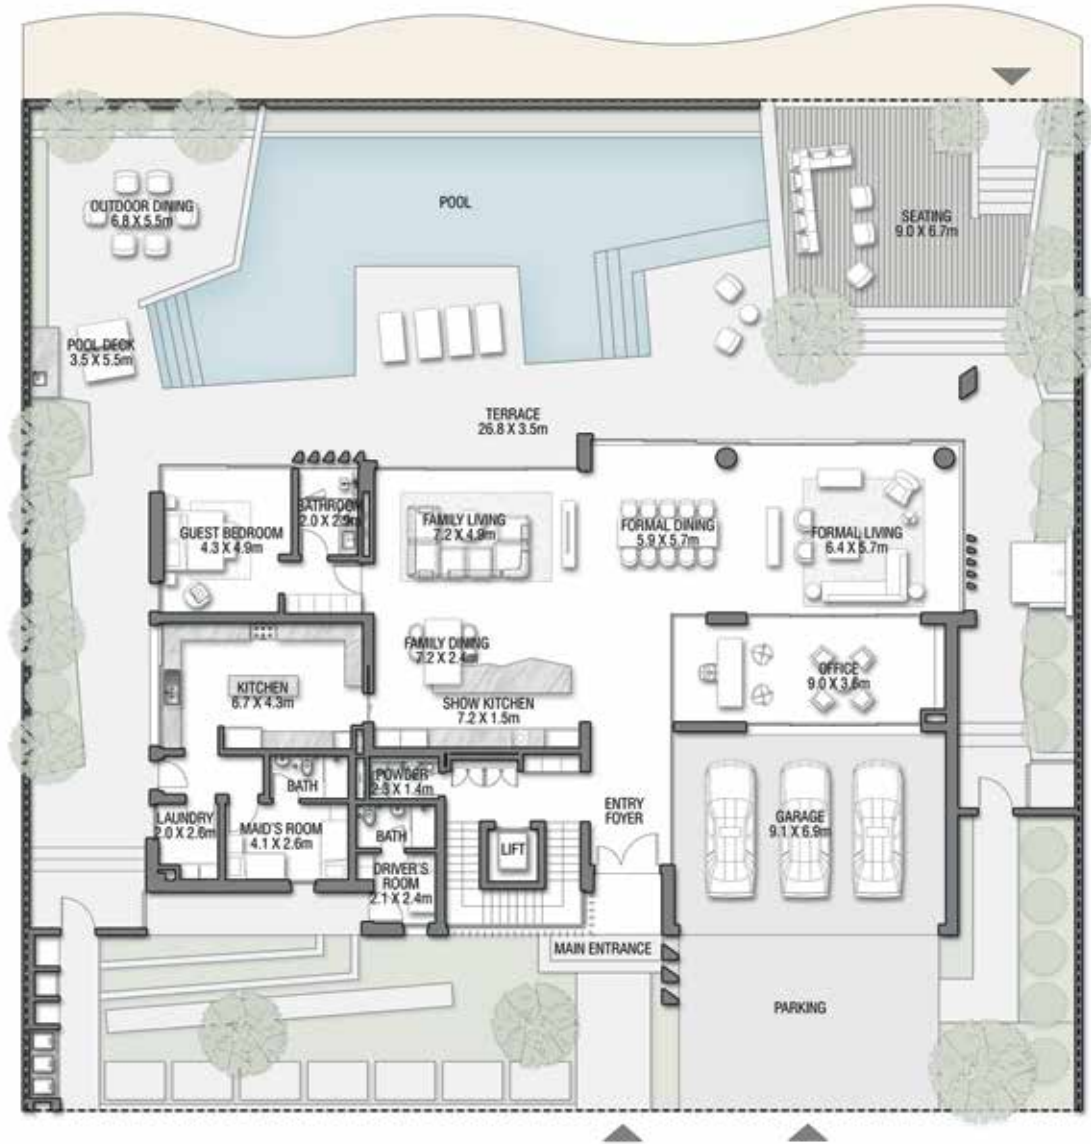 POOL
OUTDOOR DINING
6.8 X 5.5m
SEATING
9.0 X 6.7m
POOL DECK
3.5 X 5.5m
TERRACE
26.8 X 3.5m
BATHROOM
2.0 X 2.9m
GUEST BEDROOM
4.3 X 4.9m
FAMILY LIVING
7.2 X 4.9m
FORMAL DINING
5.9 X 5.7m
FORMAL LIVING
6.4 X 5.7m
FAMILY DINING
7.2 X 2.4m
OFFICE
9.0 X 3.6m
KITCHEN
6.7 X 4.3m
SHOW KITCHEN
7.2 X 1.5m
POWDER
2.3 X 1.4m
BATH
LAUNDRY
2.0 X 2.6m
MAID'S ROOM
4.1 X 2.6m
BATH
DRIVER'S
ROOM
2.1 X 2.4m
LIFT
ENTRY
FOYER
GARAGE
9.1 X 6.9m
MAIN ENTRANCE
PARKING